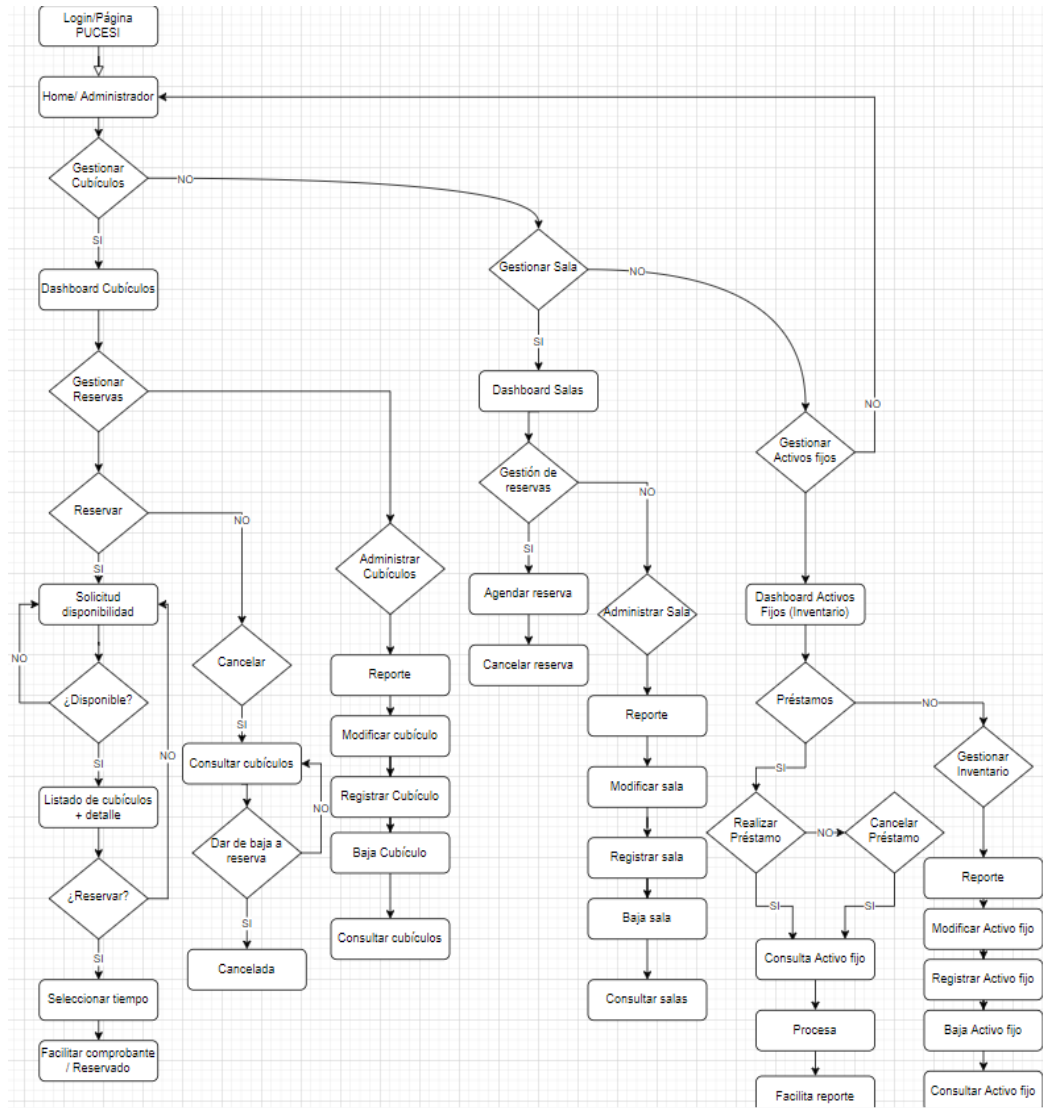 Login/Página
PUCESI
Home/ Administrador
Gestionar
Cubículos
NO
SI
Gestionar Sala
NO
Dashboard Cubículos
SI
Gestionar
Reservas
Dashboard Salas
NO
Gestionar
Activos fijos
Gestión de
reservas
NO
Reservar
NO
SI
SI
Administrar
Cubículos
Solicitud
disponibilidad
Agendar reserva
Administrar Sala
Dashboard Activos
Fijos (Inventario)
NO
Cancelar
Cancelar reserva
¿Disponible?
Reporte
Préstamos
NO
SI
Reporte
Modificar cubículo
NO
SI
Consultar cubículos
SI
Gestionar
Inventario
Listado de cubículos
+ detalle
Registrar Cubículo
NO
Modificar sala
Realizar
Préstamo
NO
Cancelar
Préstamo
Dar de baja a
reserva
Baja Cubículo
Registrar sala
¿Reservar?
Reporte
SI
SI
Baja sala
SI
Modificar Activo fijo
Consultar cubículos
SI
Consulta Activo fijo
Cancelada
Registrar Activo fijo
Seleccionar tiempo
Consultar salas
Procesa
Baja Activo fijo
Facilitar comprobante
/ Reservado
Facilita reporte
Consultar Activo fijo